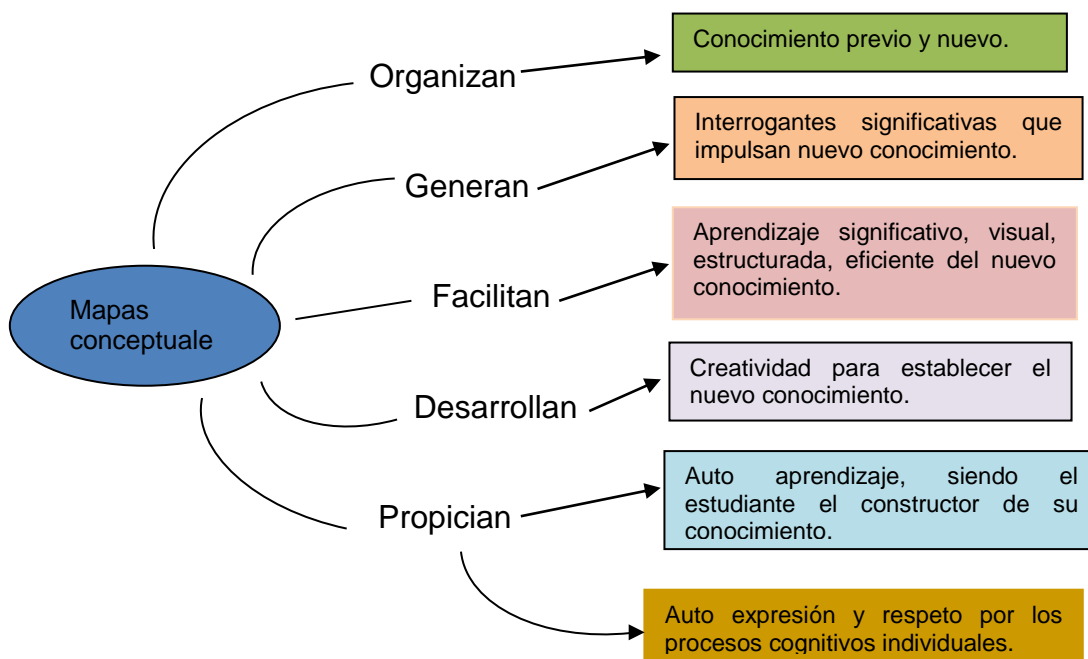 Mapas
conceptuale
Organizan
Conocimiento previo y nuevo.
Generan
Interrogantes significativas que
impulsan nuevo conocimiento.
Facilitan
Aprendizaje significativo, visual,
estructurada, eficiente del nuevo
conocimiento.
Desarrollan
Creatividad para establecer el
nuevo conocimiento.
Propician
Auto aprendizaje, siendo el
estudiante el constructor de su
conocimiento.
Auto expresión y respeto por los
procesos cognitivos individuales.